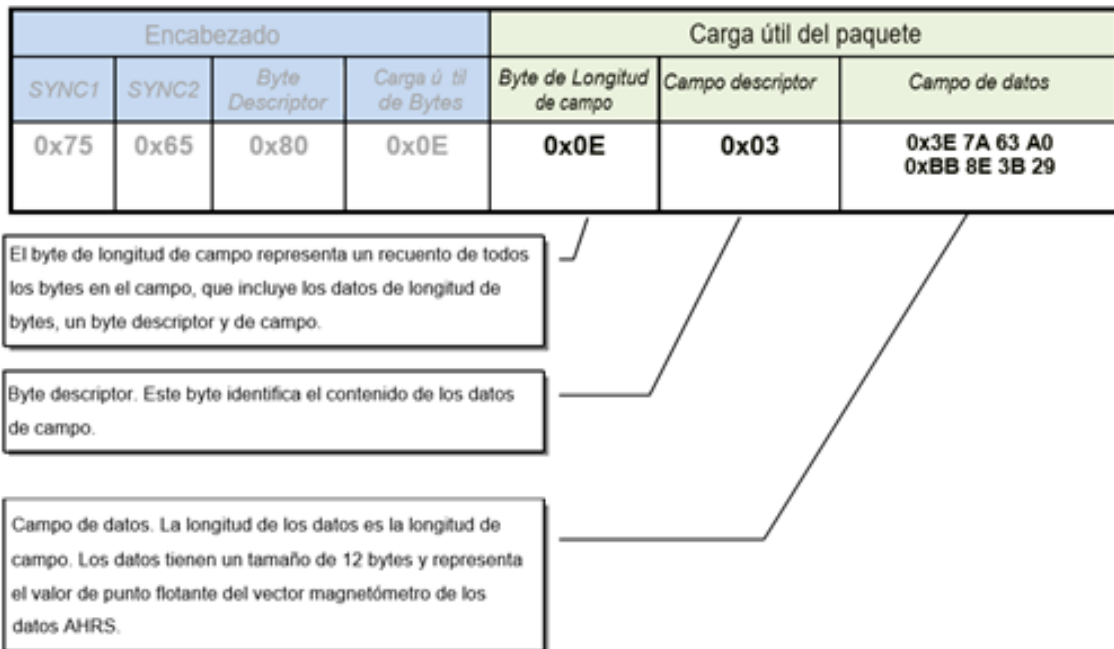 Encabezado
Carga útil del paquete
SYNC1
SYNC2
Byte
Descriptor
Carga ú til
de Bytes
Byte de Longitud
de campo
Campo descriptor
Campo de datos
0x75
0x65
0x80
0x0E
0x0E
0x03
0x3E 7A 63 A0
0xBB 8E 3B 29
El byte de longitud de campo representa un recuento de todos
los bytes en el campo, que incluye los datos de longitud de
bytes, un byte descriptor y de campo.
Byte descriptor. Este byte identifica el contenido de los datos
de campo.
Campo de datos. La longitud de los datos es la longitud de
campo. Los datos tienen un tamaño de 12 bytes y representa
el valor de punto flotante del vector magnetómetro de los
datos AHRS.